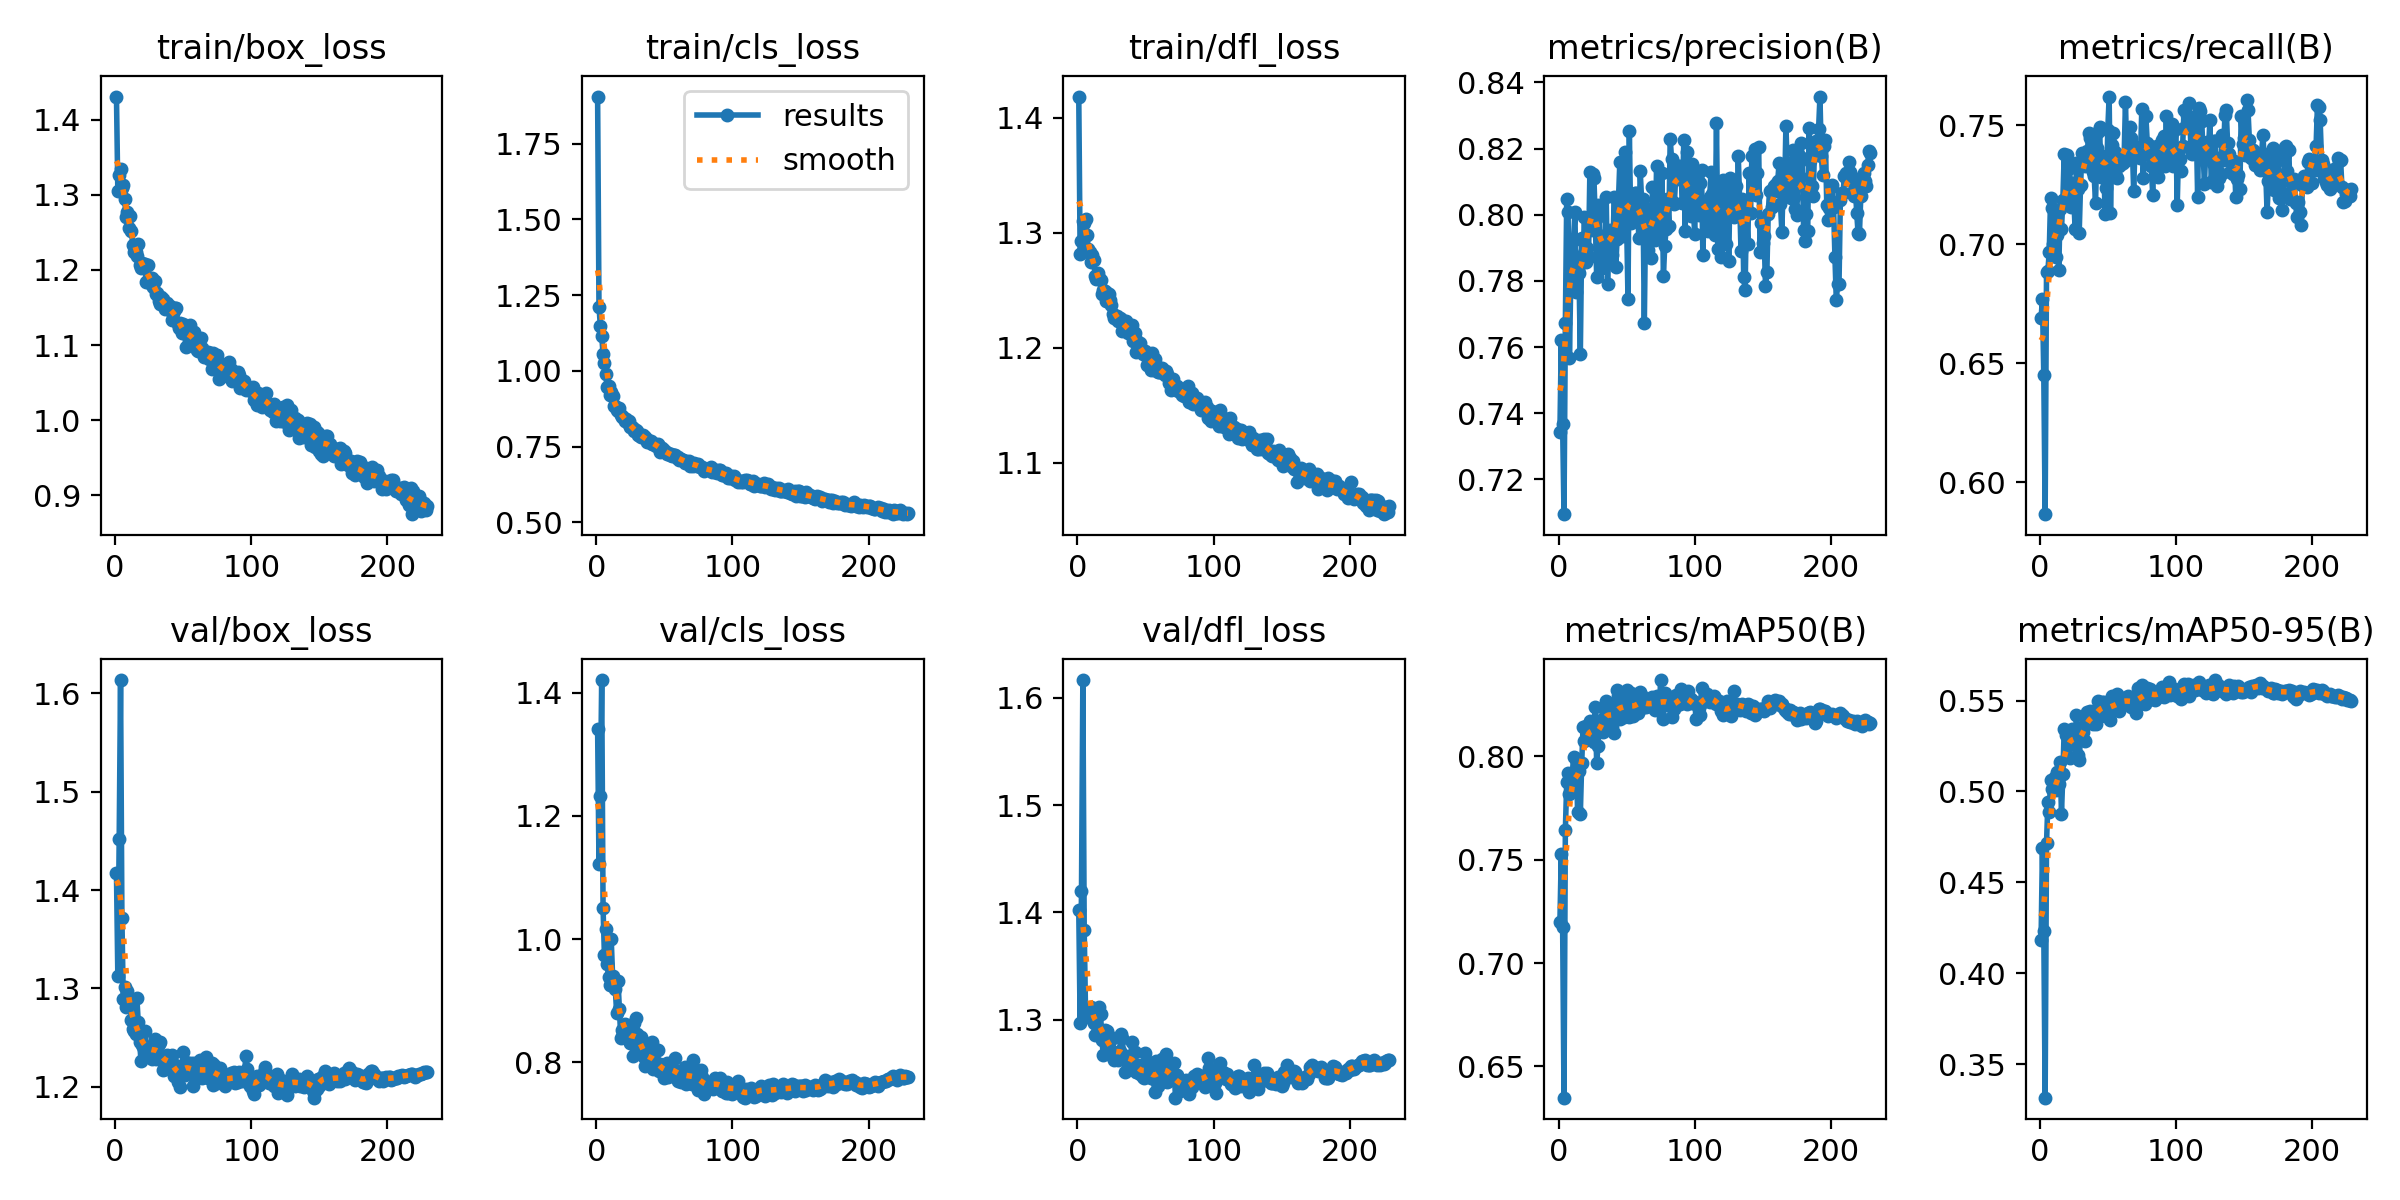 train/box_loss
1.4
1.3
1.2
1.1
1.0
0.9
0 100 200
train/cls_loss
results
smooth
1.75
1.50
1.25
1.00
0.75
0.50
0 100 200
train/dfl_loss
1.4
1.3
1.2
1.1
0 100 200
metrics/precision(B)
0.84
0.82
0.80
0.78
0.76
0.74
0.72
0 100 200
metrics/recall(B)
0.75
0.70
0.65
0.60
0 100 200
val/box_loss
1.6
1.5
1.4
1.3
1.2
0 100 200
val/cls_loss
1.4
1.2
1.0
0.8
0 100 200
val/dfl_loss
1.6
1.5
1.4
1.3
0 100 200
metrics/mAP50(B)
0.80
0.75
0.70
0.65
0 100 200
metrics/mAP50-95(B)
0.55
0.50
0.45
0.40
0.35
0 100 200